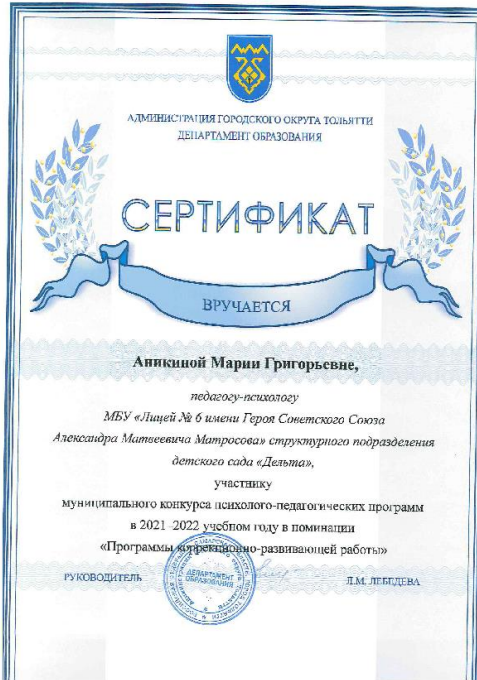 АДМИНИСТРАЦИЯ ГОРОДСКОГО ОКРУГА ТОЛЬЯТТИ
ДЕПАРТАМЕНТ ОБРАЗОВАНИЯ
СЕРТИФИКАТ
ВРУЧАЕТСЯ
Аникиной Марии Григорьевне,
педагогу-психологу
МБУ «Лицей № 6 имени Героя Советского Союза
Александра Матвеевича Матросова» структурного подразделения
детского сада «Дельта»,
участнику
муниципального конкурса психолого-педагогических программ
в 2021-2022 учебном году в номинации
«Программы коррекционно-развивающей работы»
РУКОВОДИТЕЛЬ
Л.М. ЛЕБЕДЕВА
ДЕПАРТАМЕНТ
ОБРАЗОВАНИЯ